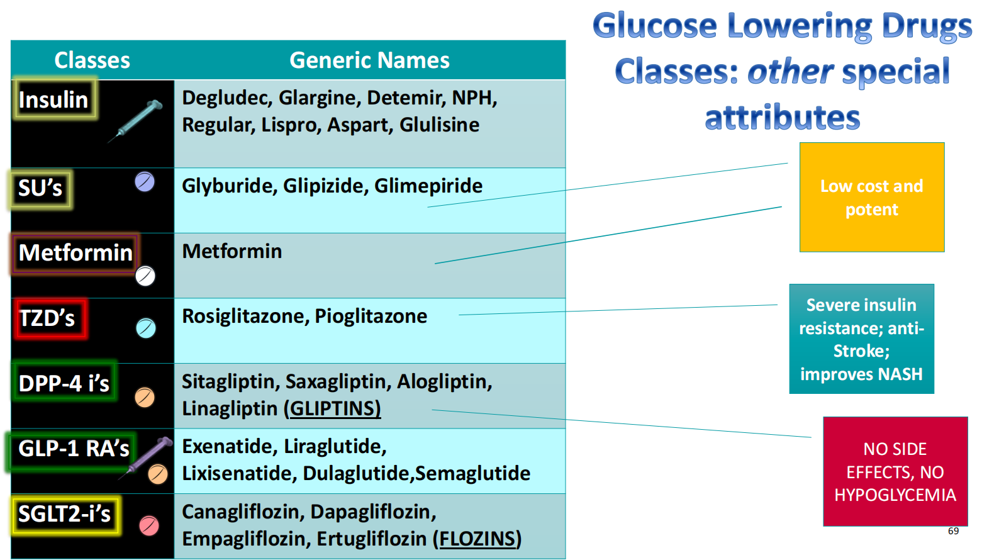 Glucose Lowering Drugs
Classes: other special
attributes
Classes
Generic Names
Insulin
Degludec, Glargine, Detemir, NPH,
Regular, Lispro, Aspart, Glulisine
SU’s
Glyburide, Glipizide, Glimepiride
Metformin
Metformin
TZD’s
Rosiglitazone, Pioglitazone
DPP-4 i’s
Sitagliptin, Saxagliptin, Alogliptin,
Linagliptin (GLIPTINS)
GLP-1 RA’s
Exenatide, Liraglutide,
Lixisenatide, Dulaglutide,Semaglutide
SGLT2-i’s
Canagliflozin, Dapagliflozin,
Empagliflozin, Ertugliflozin (FLOZINS)
Low cost and
potent
Severe insulin
resistance; anti-
Stroke;
improves NASH
NO SIDE
EFFECTS, NO
HYPOGLYCEMIA
69